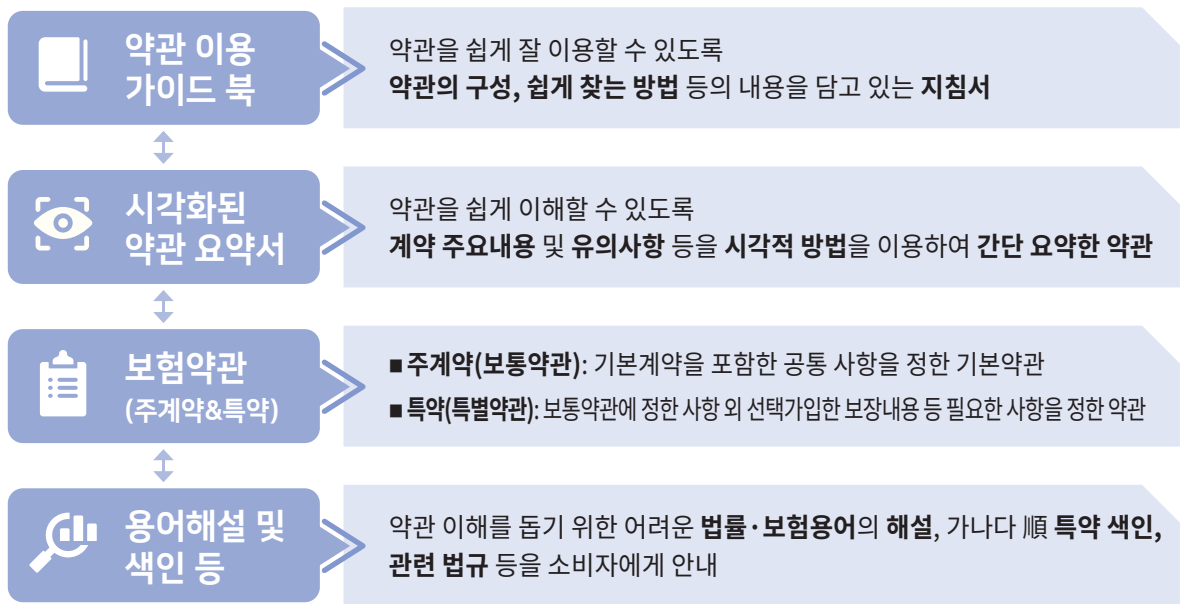 약관 이용
가이드 북
약관을 쉽게 잘 이용할 수 있도록
약관의 구성, 쉽게 찾는 방법 등의 내용을 담고 있는 지침서
시각화된
약관 요약서
약관을 쉽게 이해할 수 있도록
계약 주요내용 및 유의사항 등을 시각적 방법을 이용하여 간단 요약한 약관
보험약관
(주계약&특약)
■ 주계약(보통약관): 기본계약을 포함한 공통 사항을 정한 기본약관
■ 특약(특별약관): 보통약관에 정한 사항 외 선택가입한 보장내용 등 필요한 사항을 정한 약관
용어해설 및
색인 등
약관 이해를 돕기 위한 어려운 법률·보험용어의 해설, 가나다 順 특약 색인,
관련 법규 등을 소비자에게 안내